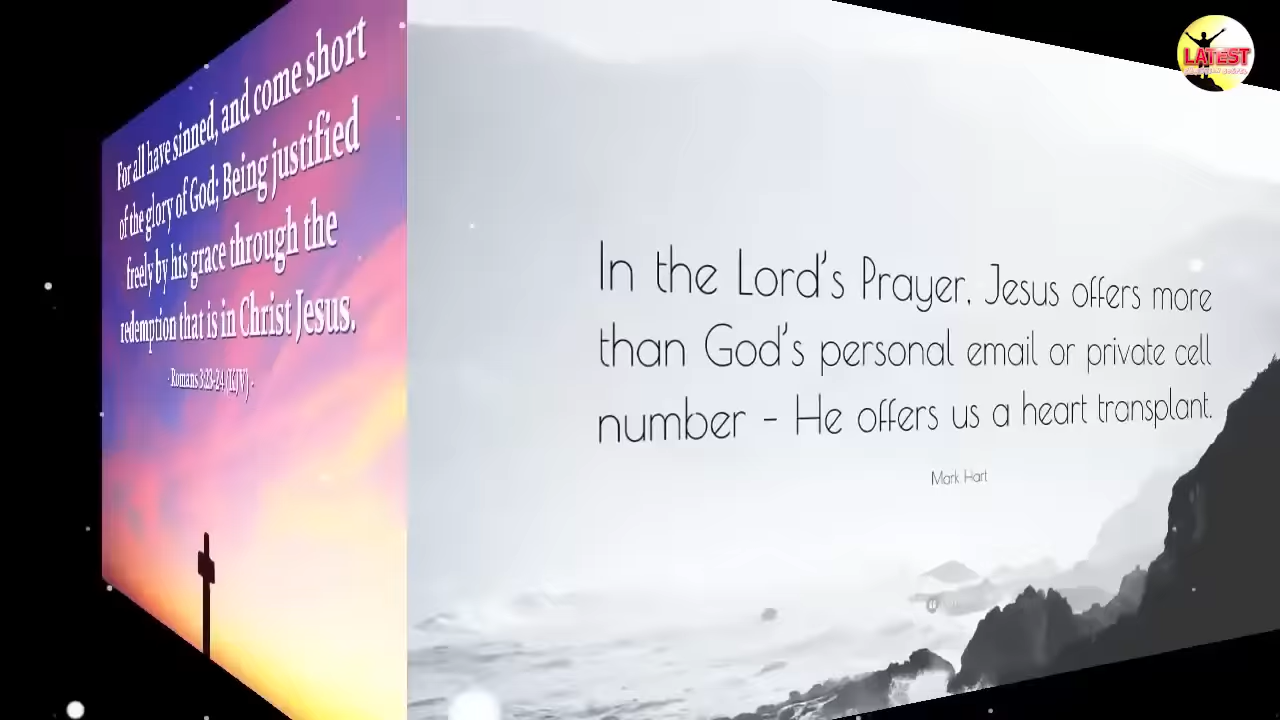 For all have sinned, and come short
of the glory of God; Being justified
freely by his grace through the
redemption that is in Christ Jesus.
- Romans 3:23-24 (KJV) -
In the Lord's Prayer, Jesus offers more
than God's personal email or private cell
number – He offers us a heart transplant.
Mark Hart
LATEST